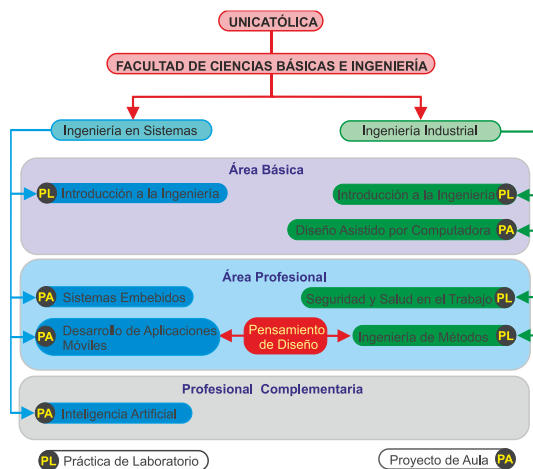 UNICATÓLICA
FACULTAD DE CIENCIAS BÁSICAS E INGENIERÍA
Ingeniería en Sistemas
Ingeniería Industrial
Área Básica
PL Introducción a la Ingeniería
Introducción a la Ingeniería PL
Diseño Asistido por Computadora PA
Área Profesional
PA Sistemas Embebidos
Seguridad y Salud en el Trabajo PL
PA Desarrollo de Aplicaciones
Móviles
Pensamiento
de Diseño
Ingeniería de Métodos PL
Profesional Complementaria
PA Inteligencia Artificial
PL Práctica de Laboratorio
Proyecto de Aula PA